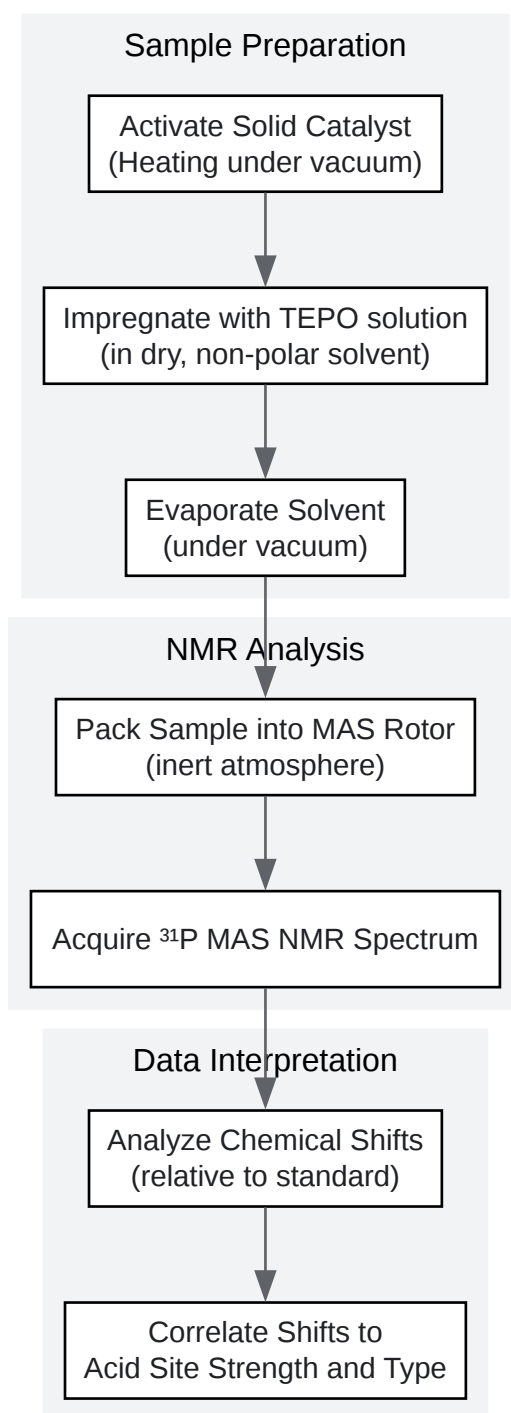 Sample Preparation
Activate Solid Catalyst
(Heating under vacuum)
Impregnate with TEPO solution
(in dry, non-polar solvent)
Evaporate Solvent
(under vacuum)
NMR Analysis
Pack Sample into MAS Rotor
(inert atmosphere)
Acquire ³¹P MAS NMR Spectrum
Data Interpretation
Analyze Chemical Shifts
(relative to standard)
Correlate Shifts to
Acid Site Strength and Type